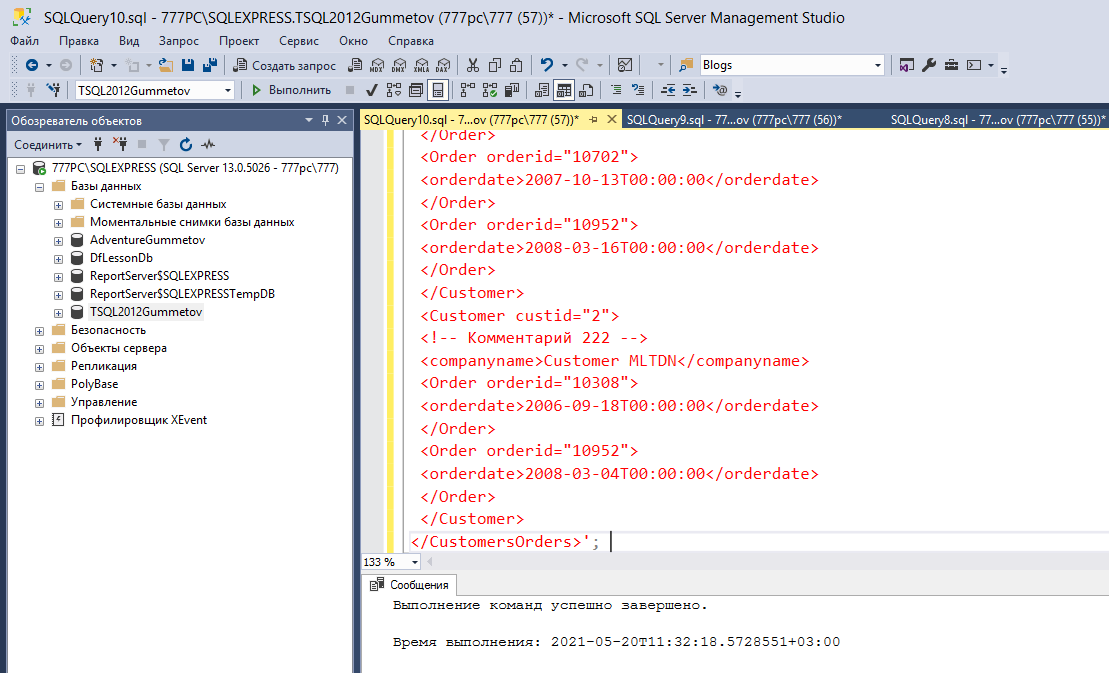 SQLQuery10.sql - 777PC\SQLEXPRESS.TSQL2012Gummetov (777pc\777 (57))* - Microsoft SQL Server Management Studio
Файл Правка Вид Запрос Проект Сервис Окно Справка
Создать запрос MDX DMX XMLA DAX Blogs
TSQL2012Gummetov Выполнить
Обозреватель объектов
SQLQuery10.sql - 7...ov (777pc\777 (57))* SQLQuery9.sql - 77...ov (777pc\777 (56))* SQLQuery8.sql - 77...ov (777pc\777 (55))*
Соединить
777PC\SQLEXPRESS (SQL Server 13.0.5026 - 777pc\777)
Базы данных
Системные базы данных
Моментальные снимки базы данных
AdventureGummetov
DfLessonDb
ReportServer$SQLEXPRESS
ReportServer$SQLEXPRESSTempDB
TSQL2012Gummetov
Безопасность
Объекты сервера
Репликация
PolyBase
Управление
Профилировщик XEvent
</Order>
<Order orderid="10702">
<orderdate>2007-10-13T00:00:00</orderdate>
</Order>
<Order orderid="10952">
<orderdate>2008-03-16T00:00:00</orderdate>
</Order>
</Customer>
<Customer custid="2">
<!-- Комментарий 222 -->
<companyname>Customer MLTDN</companyname>
<Order orderid="10308">
<orderdate>2006-09-18T00:00:00</orderdate>
</Order>
<Order orderid="10952">
<orderdate>2008-03-04T00:00:00</orderdate>
</Order>
</Customer>
</CustomersOrders>';
133 %
Сообщения
Выполнение команд успешно завершено.
Время выполнения: 2021-05-20T11:32:18.5728551+03:00